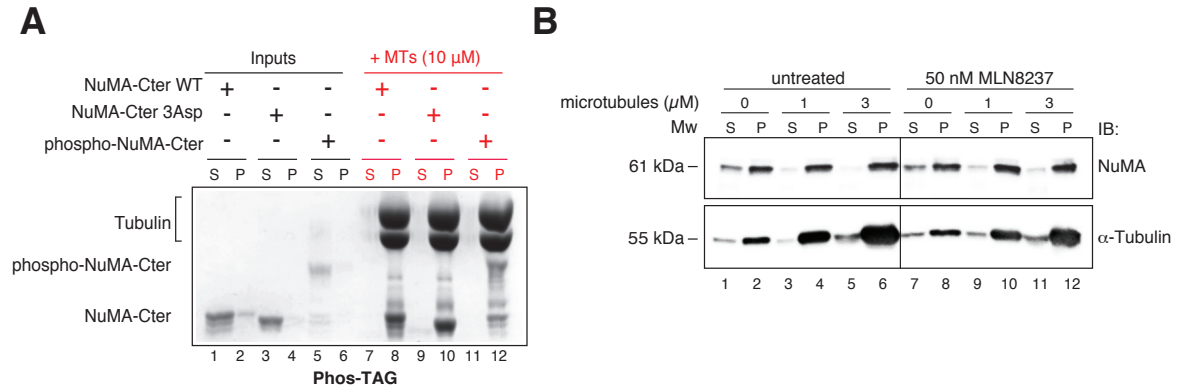 A
Inputs
+ MTs (10 µM)
NuMA-Cter WT + - - + - -
NuMA-Cter 3Asp - + - - + -
phospho-NuMA-Cter - - + - - +
S P S P S P S P S P S P
Tubulin
phospho-NuMA-Cter
NuMA-Cter
1 2 3 4 5 6 7 8 9 10 11 12
Phos-TAG
B
untreated 50 nM MLN8237
microtubules (µM) 0 1 3 0 1 3
Mw S P S P S P S P S P S P IB:
61 kDa NuMA
55 kDa α-Tubulin
1 2 3 4 5 6 7 8 9 10 11 12